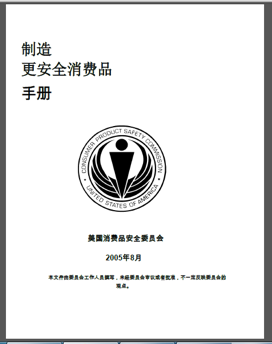 制造
更安全消费品
手册
CONSUMER PRODUCT SAFETY COMMISSION
UNITED STATES OF AMERICA
美国消费品安全委员会
2005年8月
本文件由委员会工作人员撰写，未经委员会审议或者批准，不一定反映委员会的
观点。